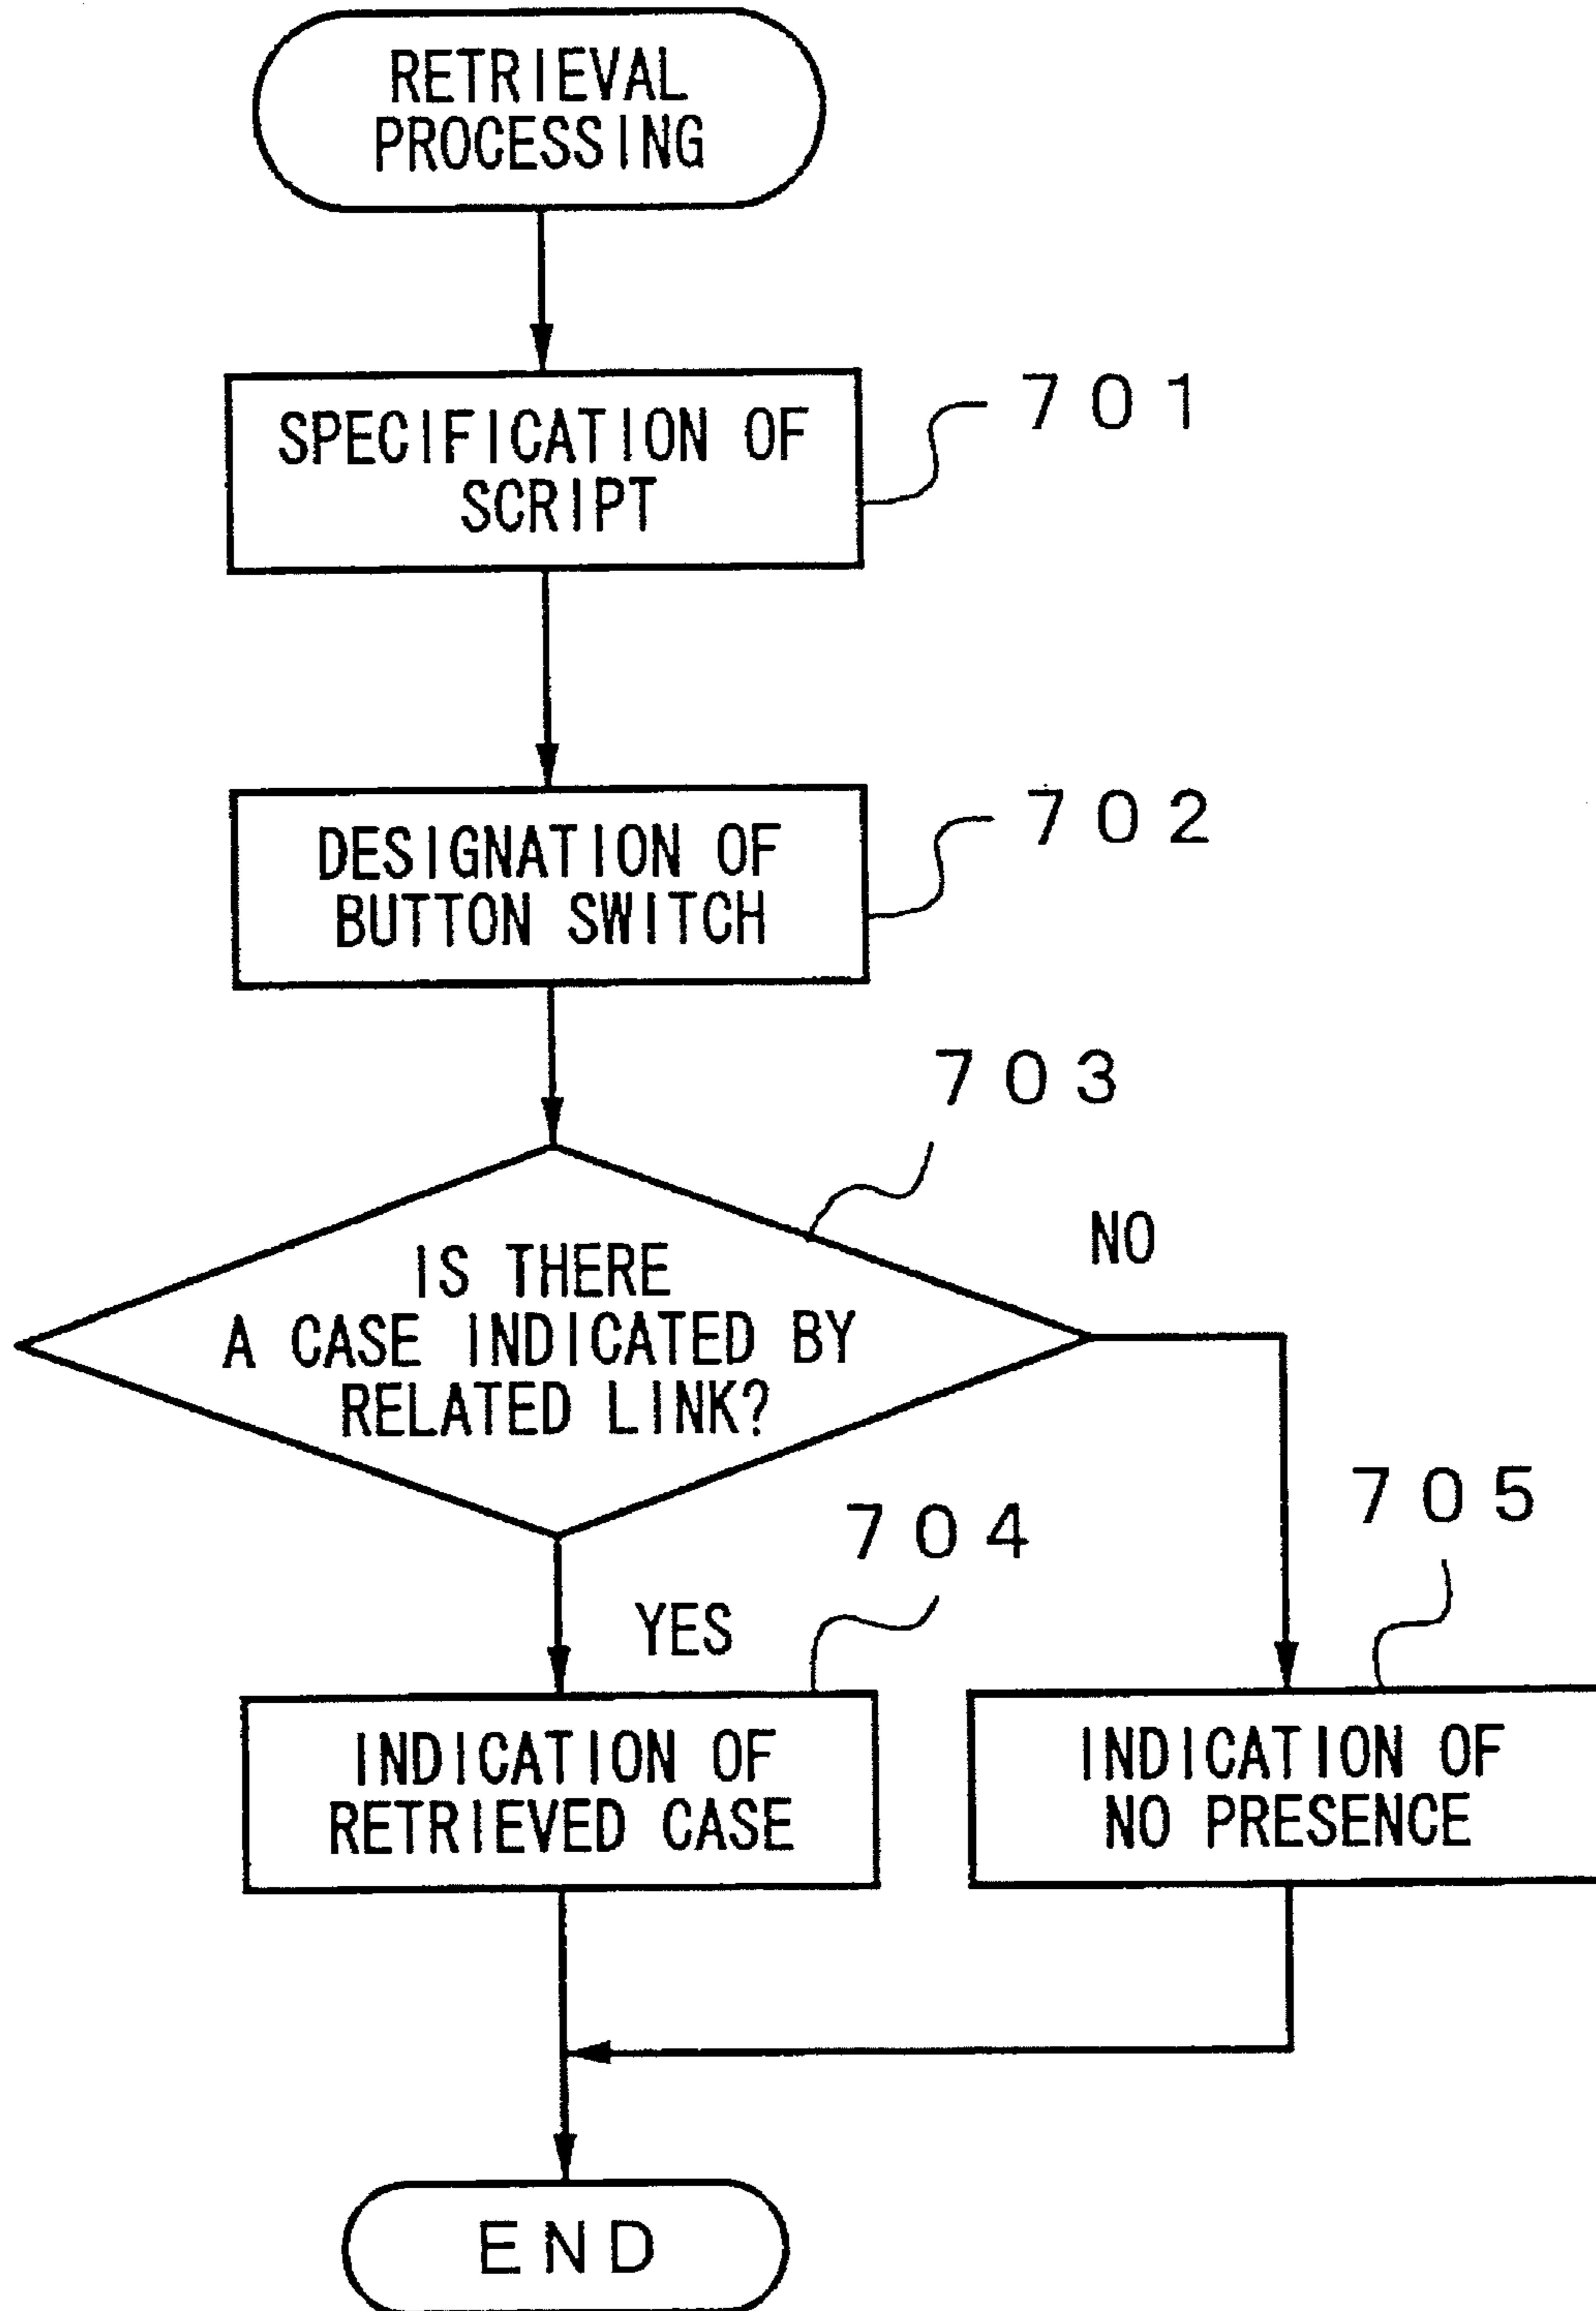 RETRIEVAL
PROCESSING
SPECIFICATION OF
SCRIPT
701
DESIGNATION OF
BUTTON SWITCH
702
703
IS THERE
A CASE INDICATED BY
RELATED LINK?
NO
YES
704
705
INDICATION OF
RETRIEVED CASE
INDICATION OF
NO PRESENCE
END